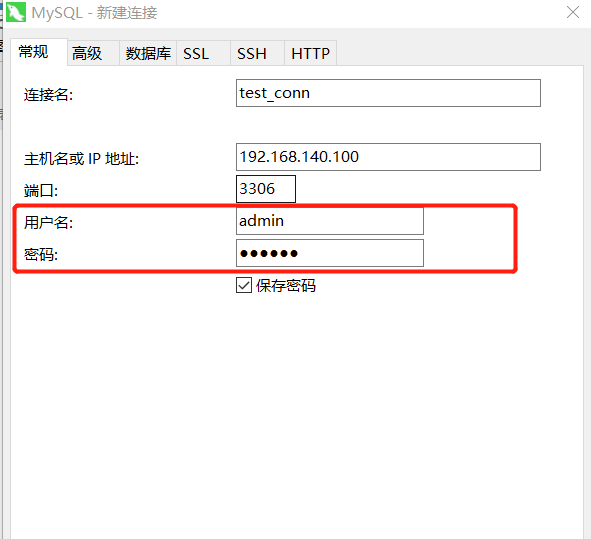 MySQL - 新建连接
常规 高级 数据库 SSL SSH HTTP
连接名: test_conn
主机名或 IP 地址: 192.168.140.100
端口: 3306
用户名: admin
密码: ●●●●●●
保存密码